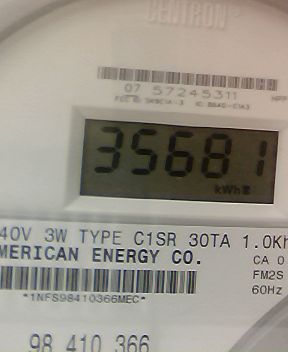 CENTRON®
07 57245311
35681
kWh
40V 3W TYPE C1SR 30TA 1.0Kh
MERICAN ENERGY CO.
CA 0
FM2S
60Hz
*1NFS98410366MEC*
98 410 366